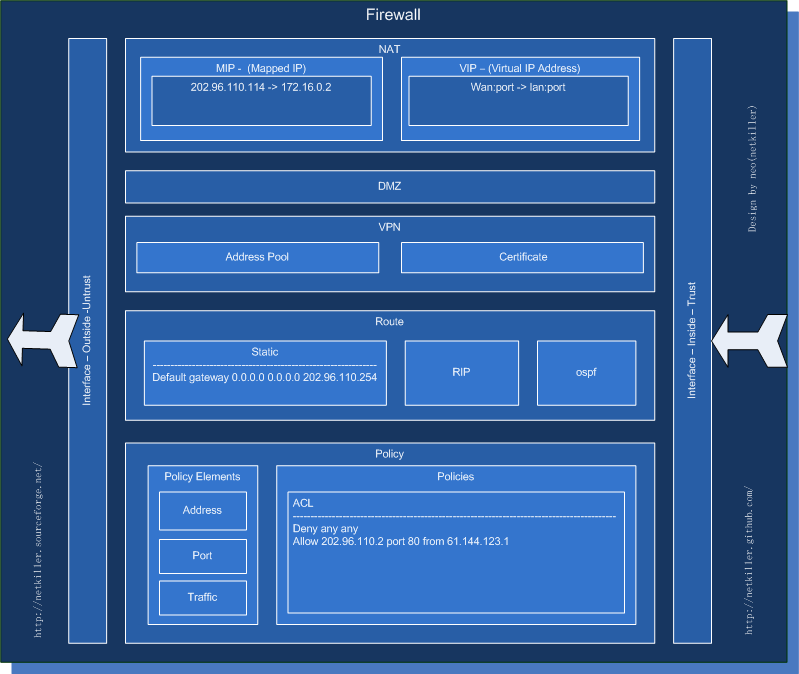 Firewall
NAT
MIP - (Mapped IP)
202.96.110.114 -> 172.16.0.2
VIP – (Virtual IP Address)
Wan:port -> lan:port
DMZ
VPN
Address Pool
Certificate
Route
Static
--------------------------------------------------------------
Default gateway 0.0.0.0 0.0.0.0 202.96.110.254
RIP
ospf
Policy
Policy Elements
Address
Port
Traffic
Policies
ACL
--------------------------------------------------------------------------------
Deny any any
Allow 202.96.110.2 port 80 from 61.144.123.1
Interface – Outside -Untrust
Interface – Inside – Trust
http://netkiller.sourceforge.net/
Design by neo(netkiller)
http://netkiller.github.com/